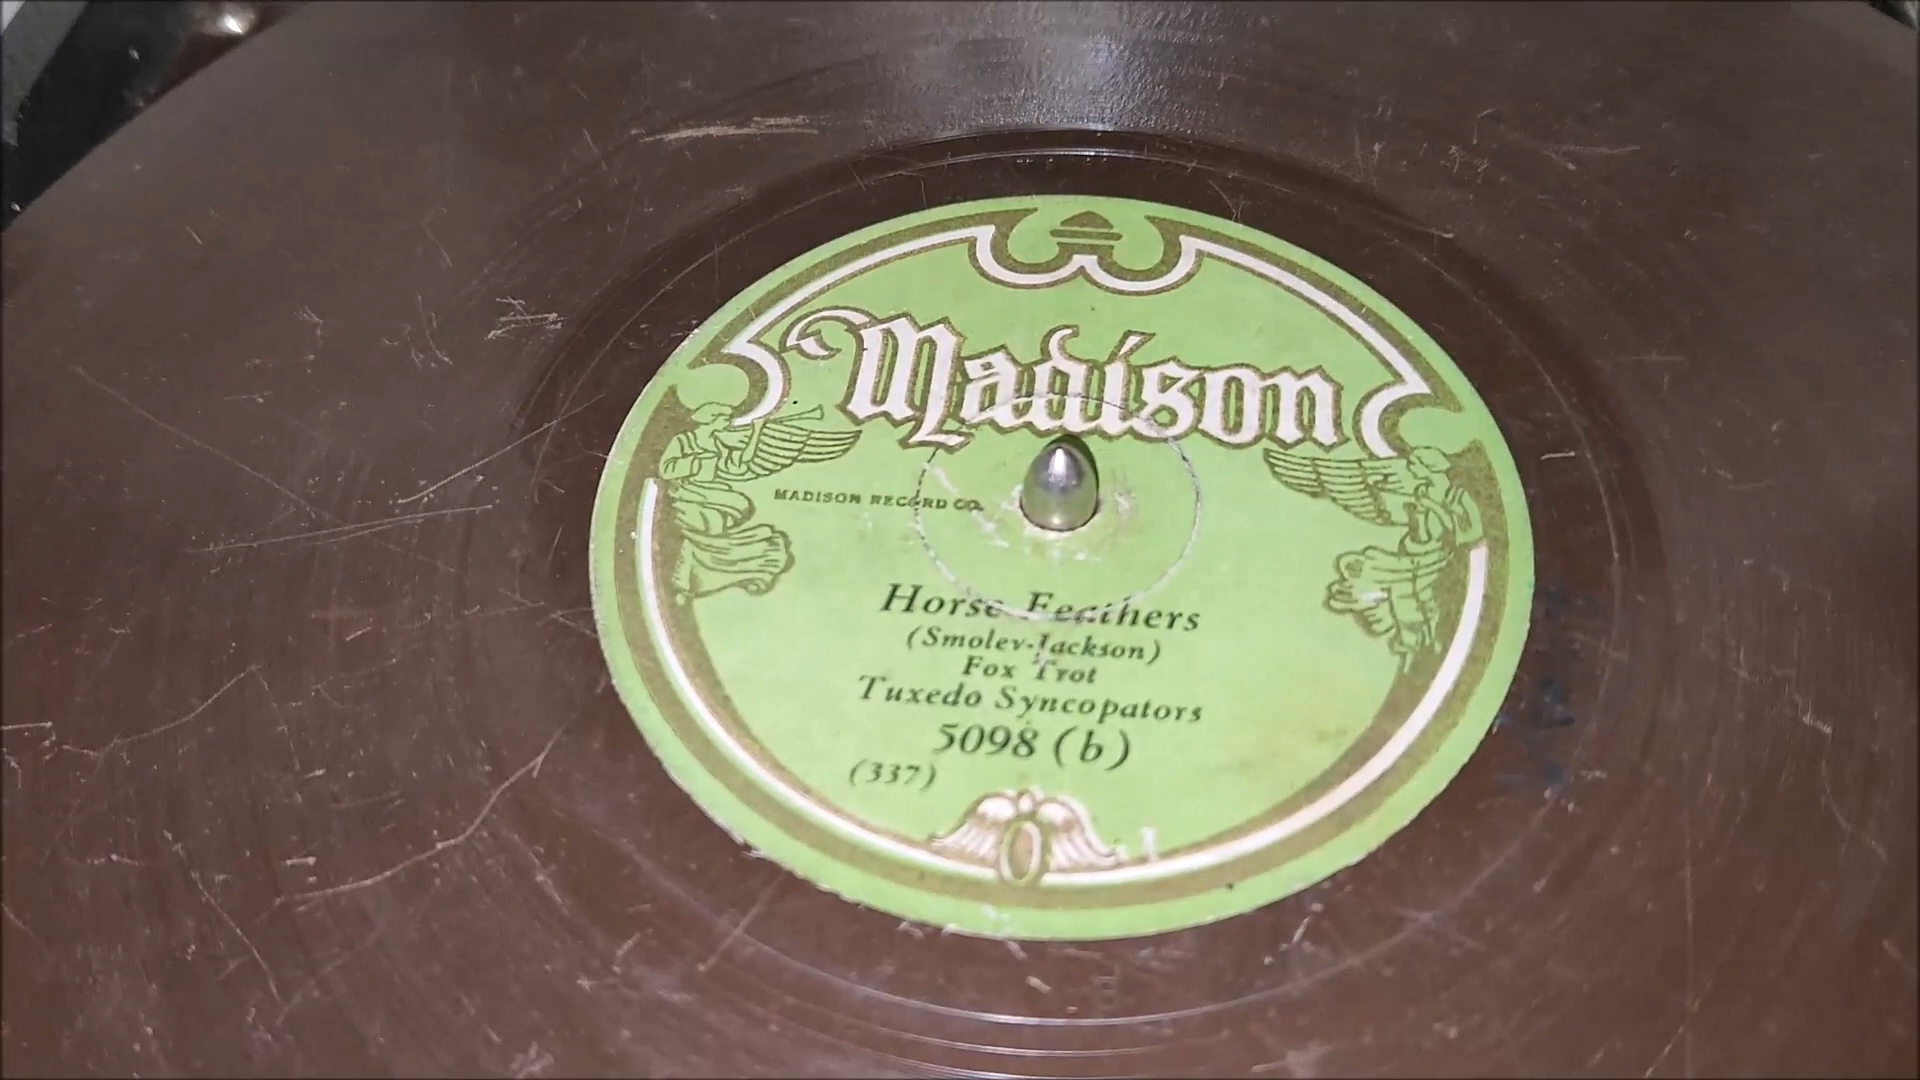 Madison
MADISON RECORD CO.
Horse Feathers
(Smolev-Jackson)
Fox Trot
Tuxedo Syncopators
5098 (b)
(337)